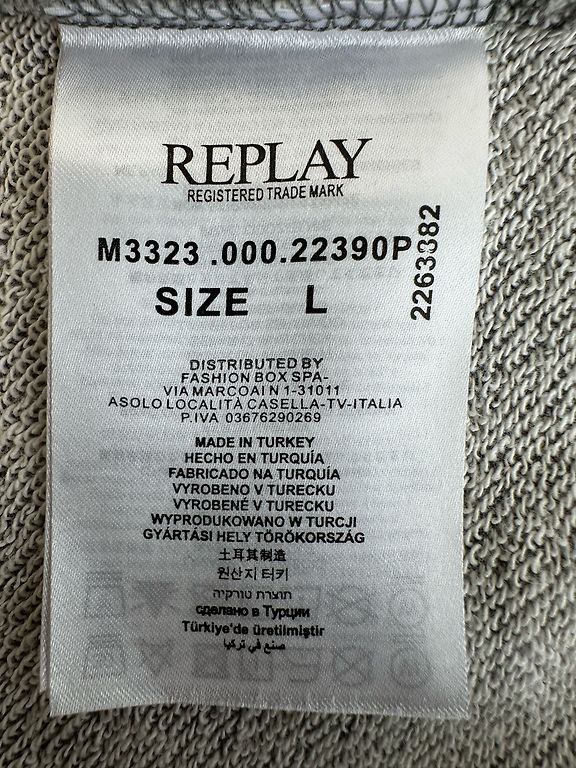 REPLAY
REGISTERED TRADE MARK
M3323 .000.22390P
2263382
SIZE L
DISTRIBUTED BY
FASHION BOX SPA-
VIA MARCOAI N 1-31011
ASOLO LOCALITÀ CASELLA-TV-ITALIA
P.IVA 03676290269
MADE IN TURKEY
HECHO EN TURQUÍA
FABRICADO NA TURQUÍA
VYROBENO V TURECKU
VYROBENÉ V TURECKU
WYPRODUKOWANO W TURCJI
GYÁRTÁSI HELY TÖRÖKORSZÁG
土耳其制造
원산지 터키
תוצרת טורקיה
сделано в Турции
Türkiye'de üretilmiştir
صنع في تركيا